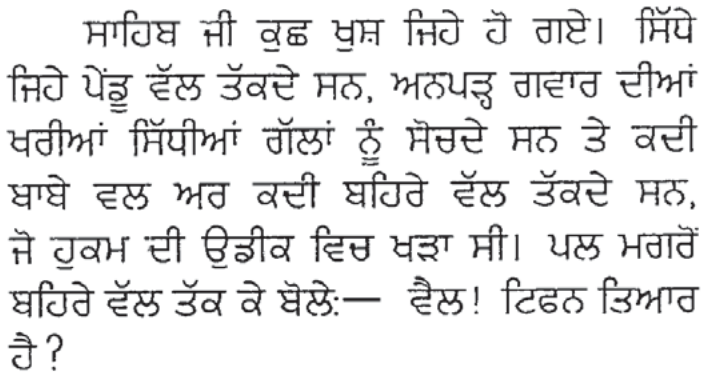 ਸਾਹਿਬ ਜੀ ਕੁਛ ਖੁਸ਼ ਜਿਹੇ ਹੋ ਗਏ। ਸਿੱਧੇ
ਜਿਹੇ ਪੇਂਡੂ ਵੱਲ ਤੱਕਦੇ ਸਨ, ਅਨਪੜ੍ਹ ਗਵਾਰ ਦੀਆਂ
ਖਰੀਆਂ ਸਿੱਧੀਆਂ ਗੱਲਾਂ ਨੂੰ ਸੋਚਦੇ ਸਨ ਤੇ ਕਦੀ
ਬਾਬੇ ਵਲ ਅਰ ਕਦੀ ਬਹਿਰੇ ਵੱਲ ਤੱਕਦੇ ਸਨ,
ਜੋ ਹੁਕਮ ਦੀ ਉਡੀਕ ਵਿਚ ਖੜਾ ਸੀ। ਪਲ ਮਗਰੋਂ
ਬਹਿਰੇ ਵੱਲ ਤੱਕ ਕੇ ਬੋਲੇ:— ਵੈਲ! ਟਿਫਨ ਤਿਆਰ
ਹੈ?